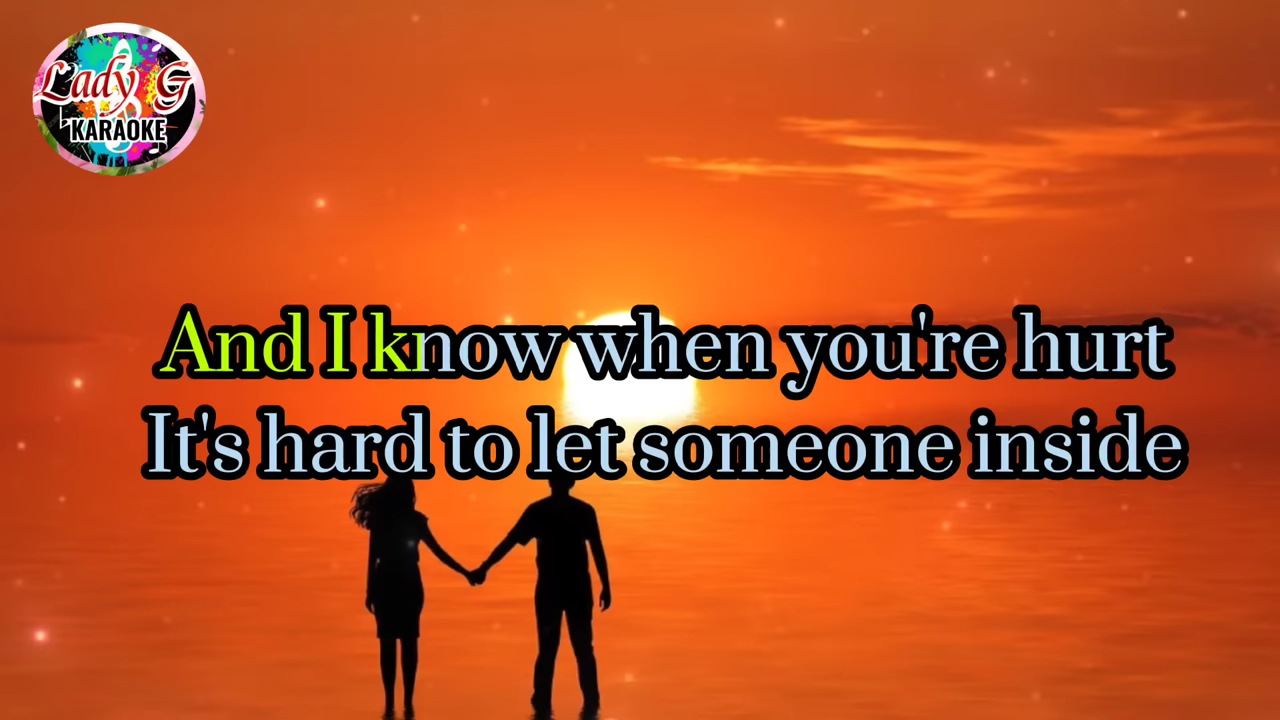 Lady G
KARAOKE
And I know when you're hurt
It's hard to let someone inside